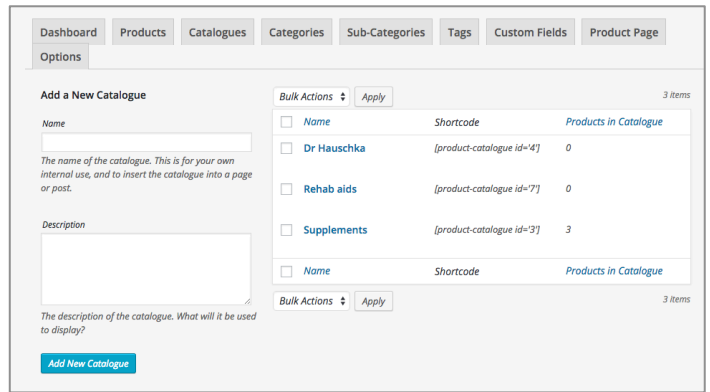 Dashboard Products Catalogues Categories Sub-Categories Tags Custom Fields Product Page
Options
Add a New Catalogue
Name
The name of the catalogue. This is for your own
internal use, and to insert the catalogue into a page
or post.
Description
The description of the catalogue. What will it be used
to display?
Add New Catalogue
Bulk Actions Apply 3 items
Name Shortcode Products in Catalogue
Dr Hauschka [product-catalogue id='4'] 0
Rehab aids [product-catalogue id='7'] 0
Supplements [product-catalogue id='3'] 3
Name Shortcode Products in Catalogue
Bulk Actions Apply 3 items